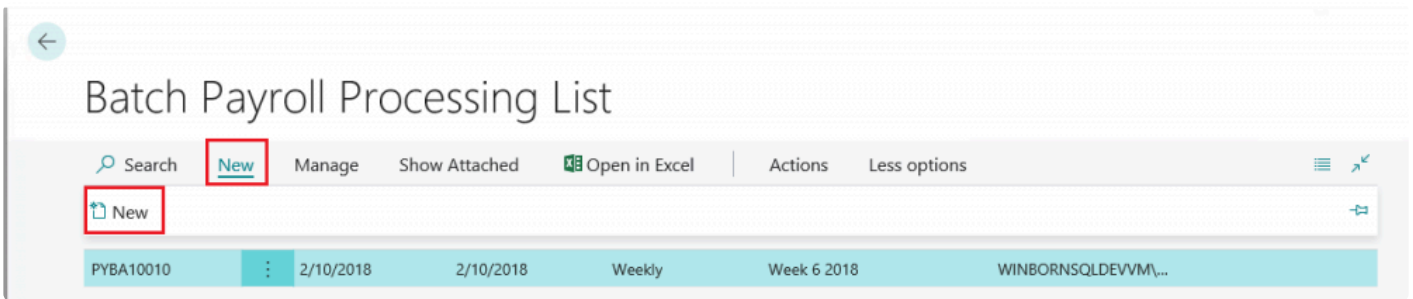 Batch Payroll Processing List
Search New Manage Show Attached Open in Excel Actions Less options
New
PYBA10010 2/10/2018 2/10/2018 Weekly Week 6 2018 WINBORNSQLDEVVM\...